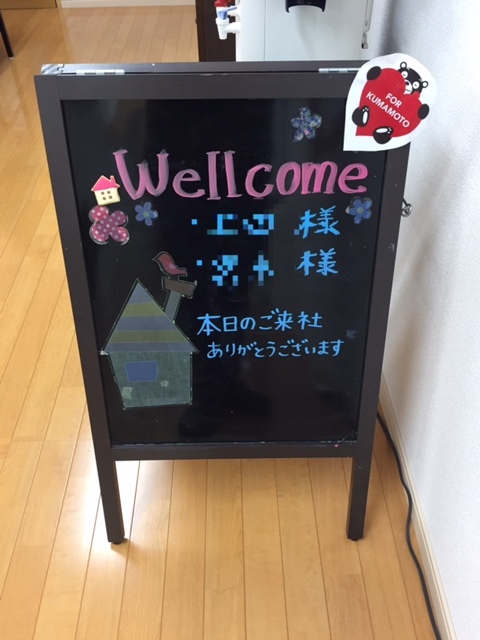 FOR
KUMAMOTO
Wellcome
・ 様
・ 様
本日のご来社
ありがとうございます